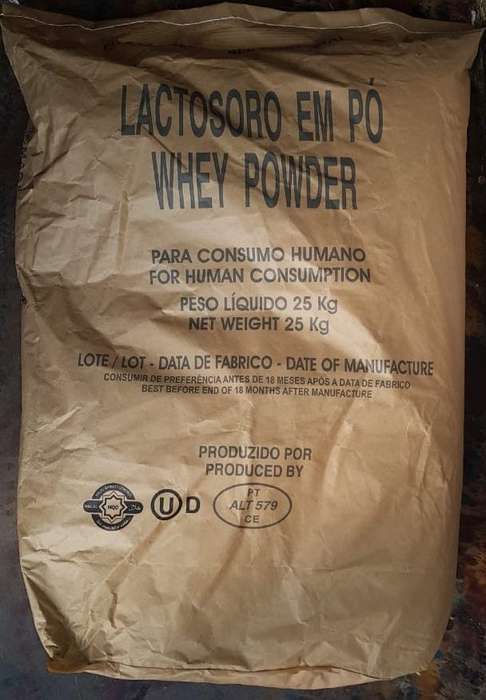 LACTOSORO EM PÓ
WHEY POWDER
PARA CONSUMO HUMANO
FOR HUMAN CONSUMPTION
PESO LÍQUIDO 25 Kg
NET WEIGHT 25 Kg
LOTE / LOT - DATA DE FABRICO - DATE OF MANUFACTURE
CONSUMIR DE PREFERÊNCIA ANTES DE 18 MESES APÓS A DATA DE FABRICO
BEST BEFORE END OF 18 MONTHS AFTER MANUFACTURE
PRODUZIDO POR
PRODUCED BY
U D
PT
ALT 579
CE